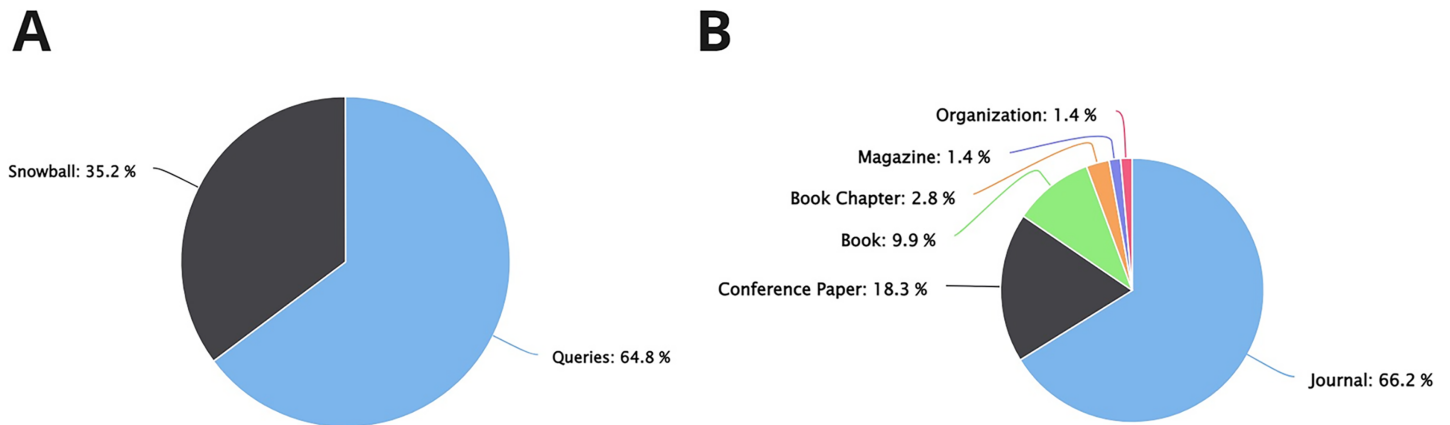 A
Snowball: 35.2 %
Queries: 64.8 %
B
Organization: 1.4 %
Magazine: 1.4 %
Book Chapter: 2.8 %
Book: 9.9 %
Conference Paper: 18.3 %
Journal: 66.2 %